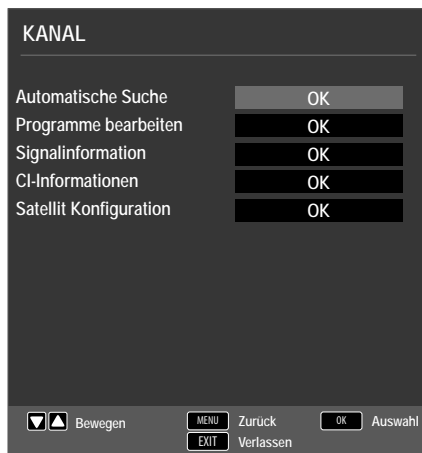 KANAL
Automatische Suche OK
Programme bearbeiten OK
Signalinformation OK
CI-Informationen OK
Satellit Konfiguration OK
Bewegen MENU Zurück OK Auswahl
EXIT Verlassen